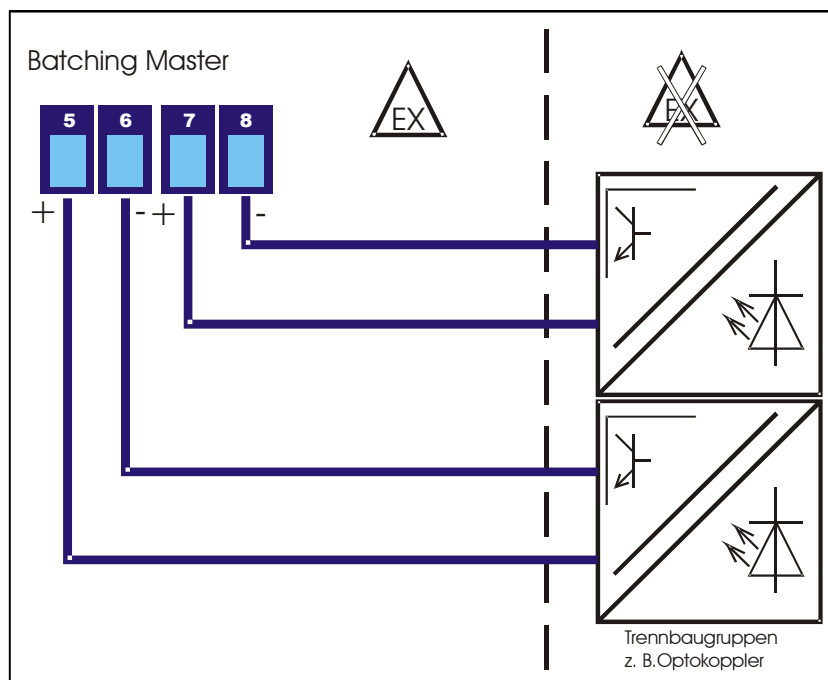 Batching Master
EX
EX
5 6 7 8
+ - + -
Trennbaugruppen
z. B.Optokoppler